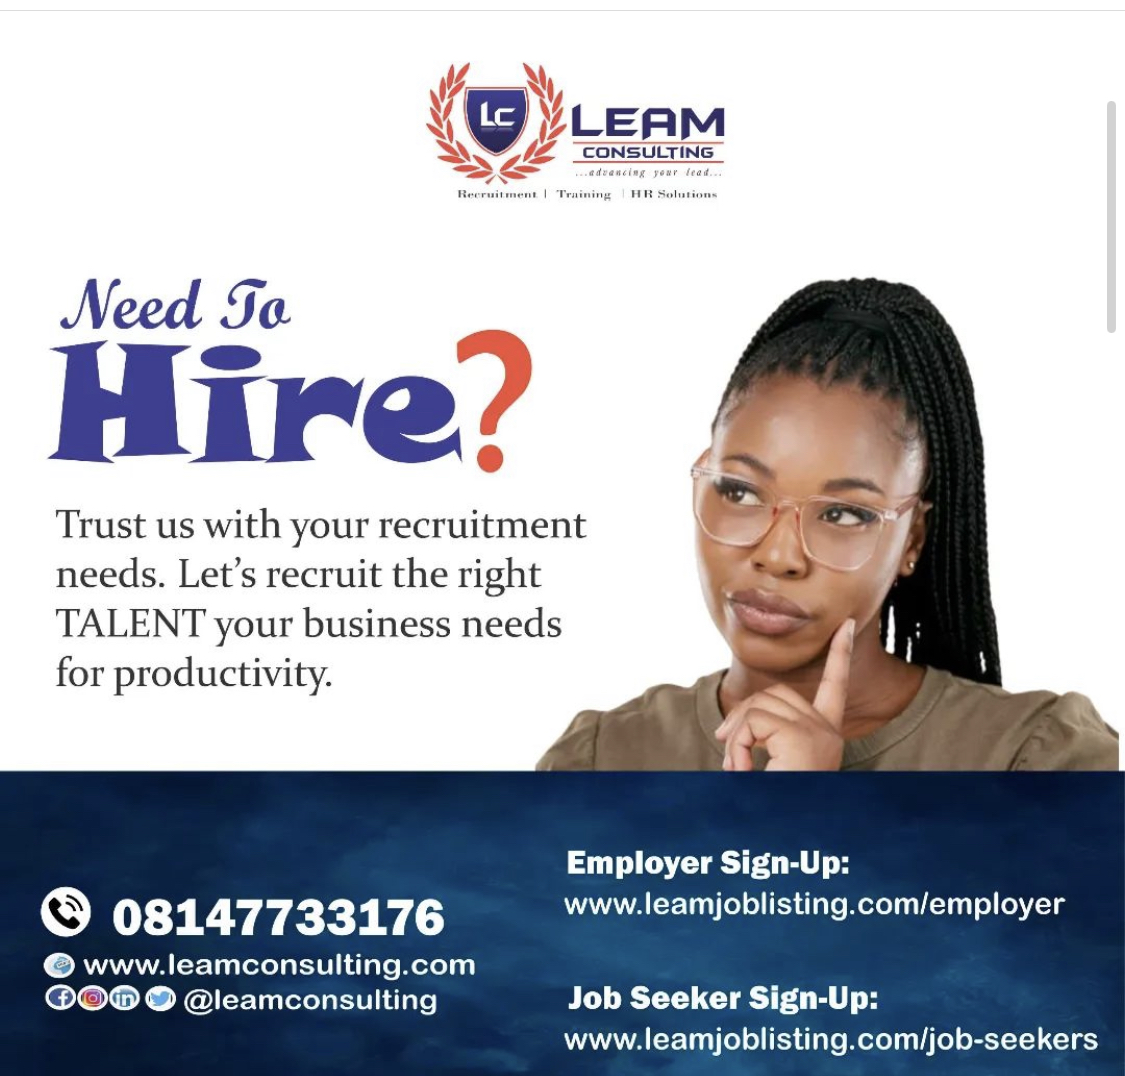 LC
LEAM
CONSULTING
...advancing your lead...
Recruitment | Training | HR Solutions
Need To
Hire?
Trust us with your recruitment
needs. Let's recruit the right
TALENT your business needs
for productivity.
08147733176
www.leamconsulting.com
@leamconsulting
Employer Sign-Up:
www.leamjoblisting.com/employer
Job Seeker Sign-Up:
www.leamjoblisting.com/job-seekers